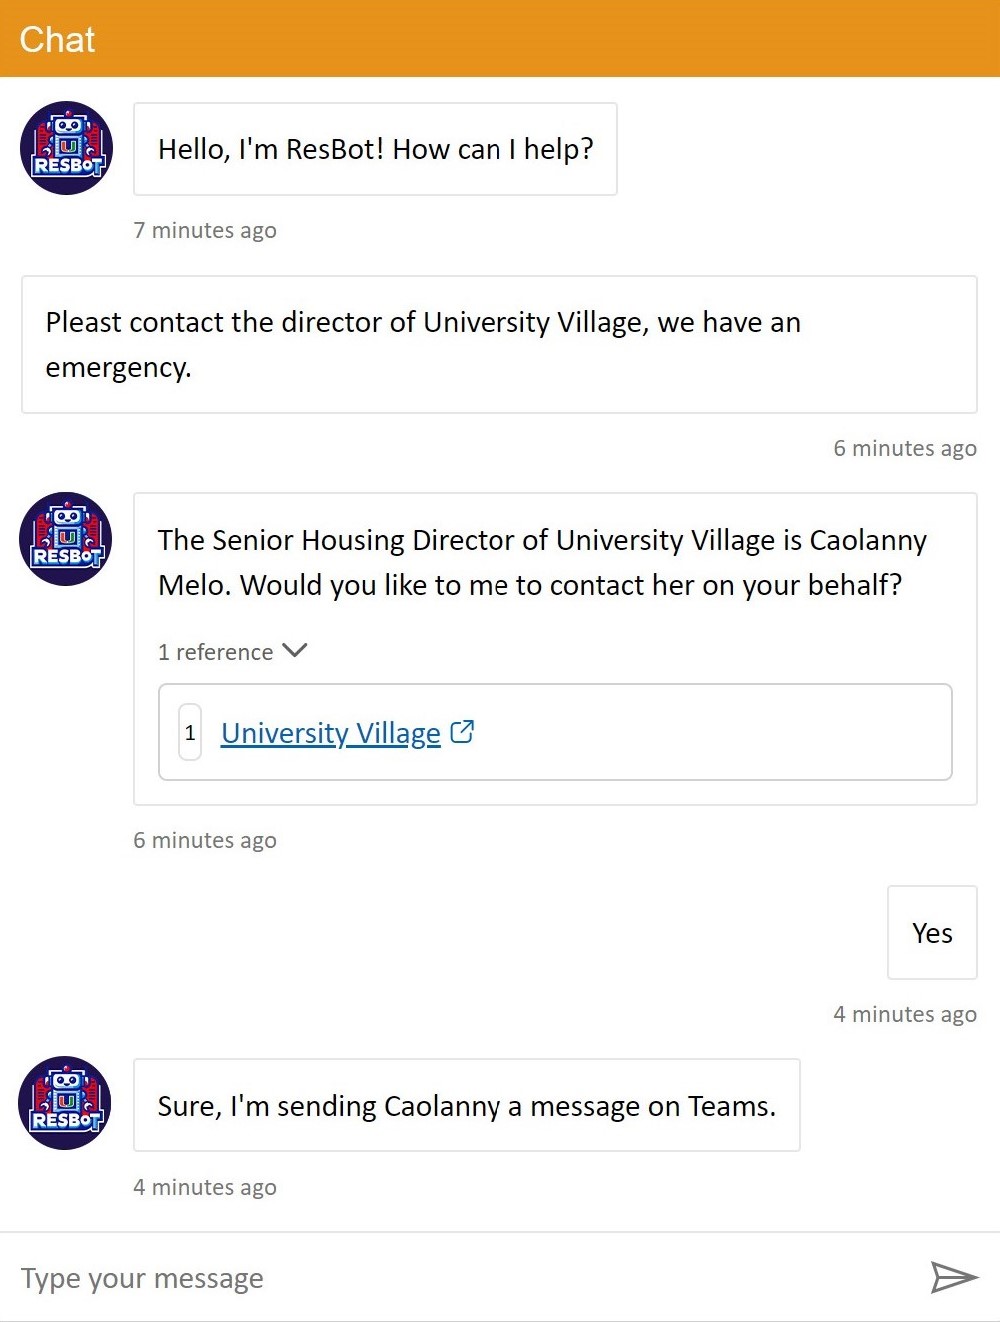 Chat
U
RESBOT
Hello, I'm ResBot! How can I help?
7 minutes ago
Pleast contact the director of University Village, we have an
emergency.
6 minutes ago
U
RESBOT
The Senior Housing Director of University Village is Caolanny
Melo. Would you like to me to contact her on your behalf?
1 reference
1 University Village
6 minutes ago
Yes
4 minutes ago
U
RESBOT
Sure, I'm sending Caolanny a message on Teams.
4 minutes ago
Type your message